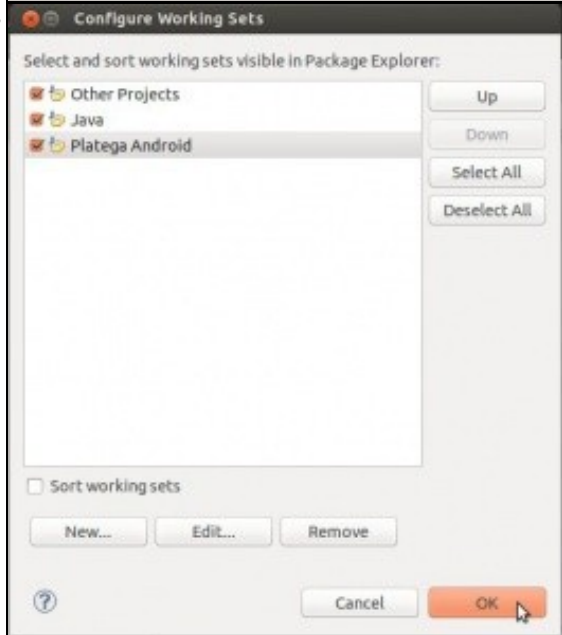 Configure Working Sets
Select and sort working sets visible in Package Explorer:
Other Projects
Java
Platega Android
Up
Down
Select All
Deselect All
Sort working sets
New...
Edit...
Remove
?
Cancel
OK